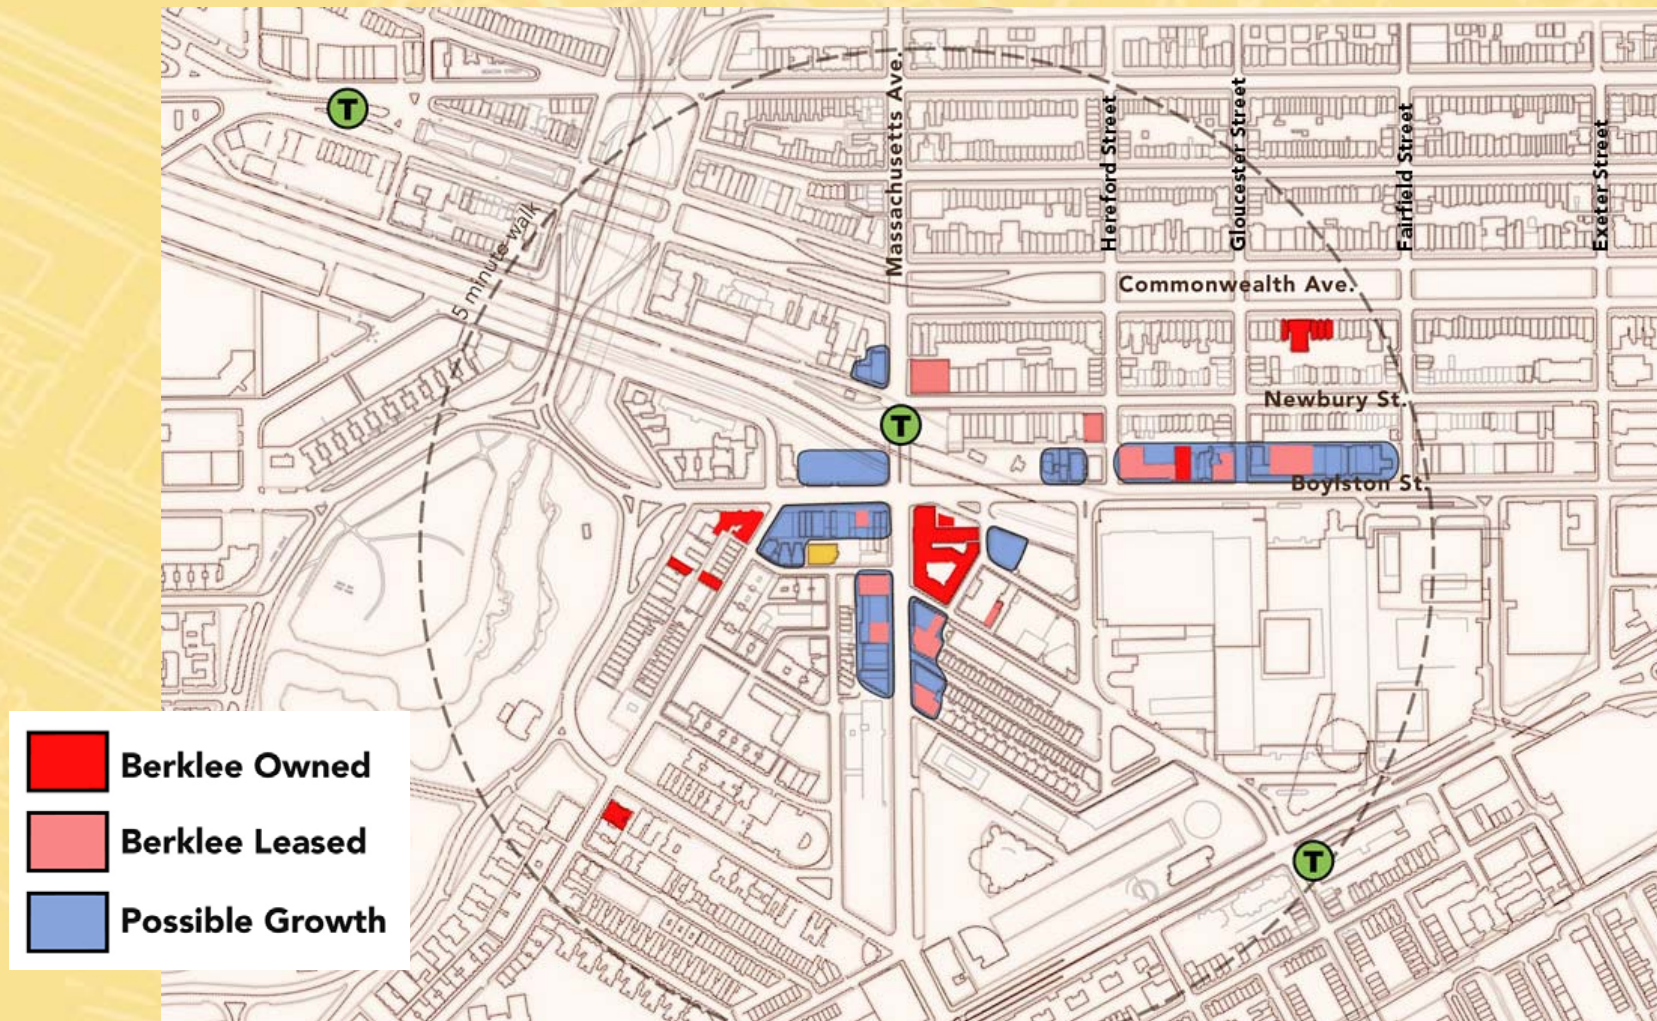 T
Massachusetts Ave.
Hereford Street
Gloucester Street
Fairfield Street
Exeter Street
5 minute walk
Commonwealth Ave.
Newbury St.
T
Boylston St.
T
Berklee Owned
Berklee Leased
Possible Growth